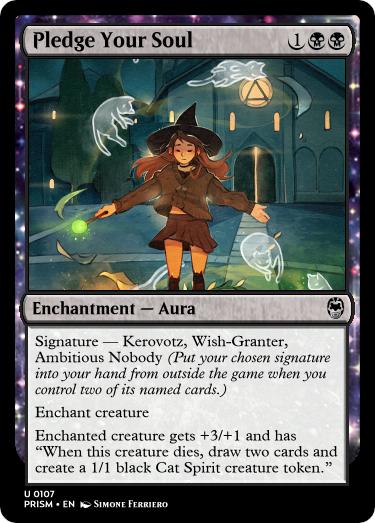 Pledge Your Soul 1
Enchantment — Aura
Signature — Kerovotz, Wish-Granter,
Ambitious Nobody (Put your chosen signature
into your hand from outside the game when you
control two of its named cards.)
Enchant creature
Enchanted creature gets +3/+1 and has
“When this creature dies, draw two cards and
create a 1/1 black Cat Spirit creature token.”
U 0107
PRISM • EN Simone Ferriero